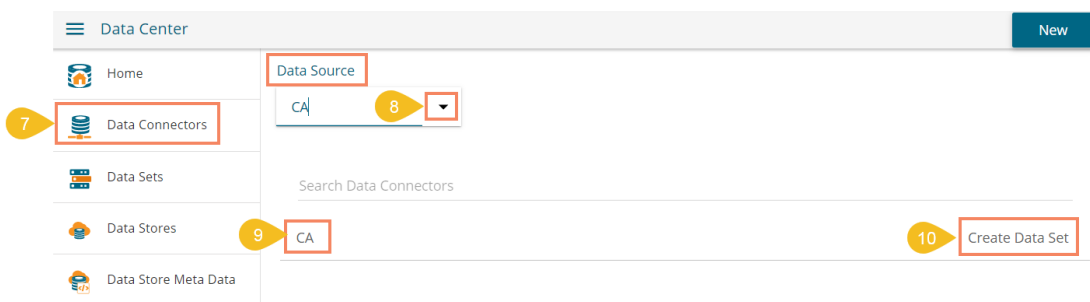 Data Center
New
Home
Data Source
CA
8
7
Data Connectors
Data Sets
Search Data Connectors
Data Stores
9
CA
10
Create Data Set
Data Store Meta Data